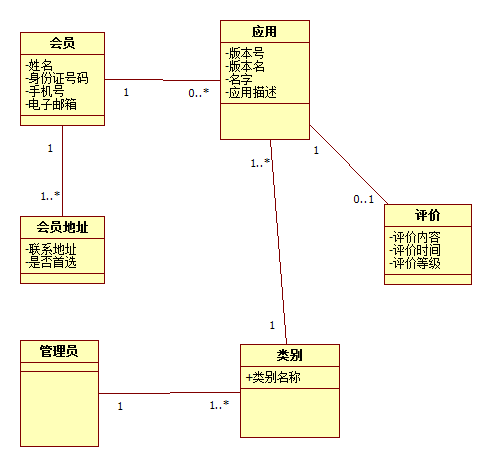 会员
-姓名
-身份证号码
-手机号
-电子邮箱
应用
-版本号
-版本名
-名字
-应用描述
1
0..*
1
1..*
1..*
1
0..1
会员地址
-联系地址
-是否首选
评价
-评价内容
-评价时间
-评价等级
1
管理员
类别
+类别名称
1
1..*